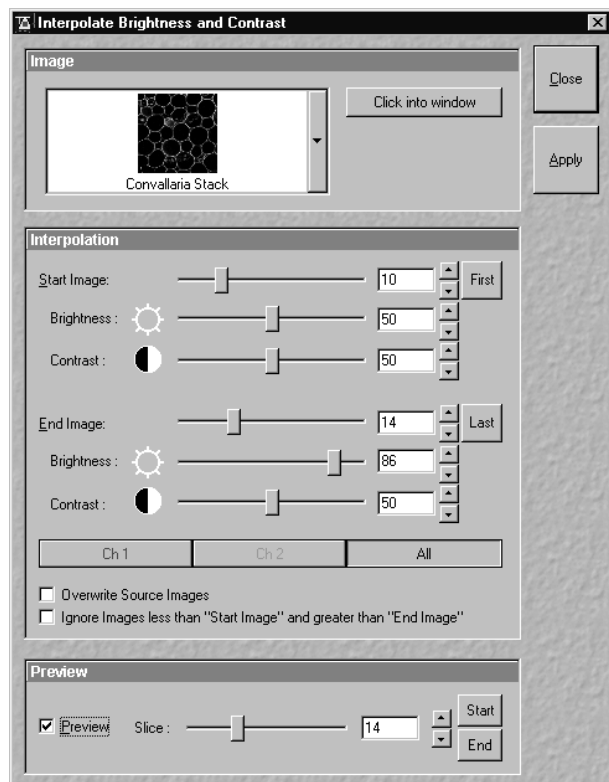 Interpolate Brightness and Contrast
Image
Click into window
Convallaria Stack
Close
Apply
Interpolation
Start Image: 10 First
Brightness : 50
Contrast : 50
End Image: 14 Last
Brightness : 86
Contrast : 50
Ch 1 Ch 2 All
Overwrite Source Images
Ignore Images less than "Start Image" and greater than "End Image"
Preview
Preview Slice : 14 Start
End